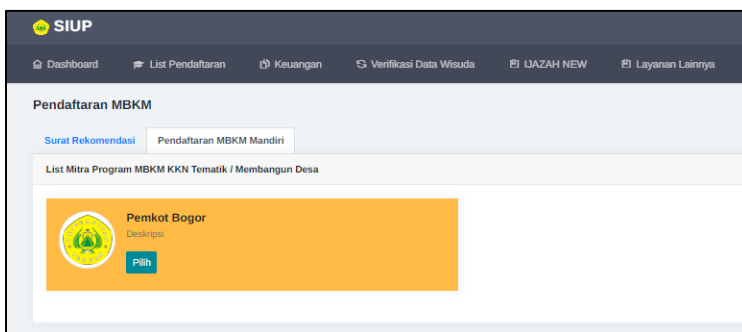 SIUP
Dashboard List Pendaftaran Keuangan Verifikasi Data Wisuda IJAZAH NEW Layanan Lainnya
Pendaftaran MBKM
Surat Rekomendasi Pendaftaran MBKM Mandiri
List Mitra Program MBKM KKN Tematik / Membangun Desa
Pemkot Bogor
Deskripsi
Pilih